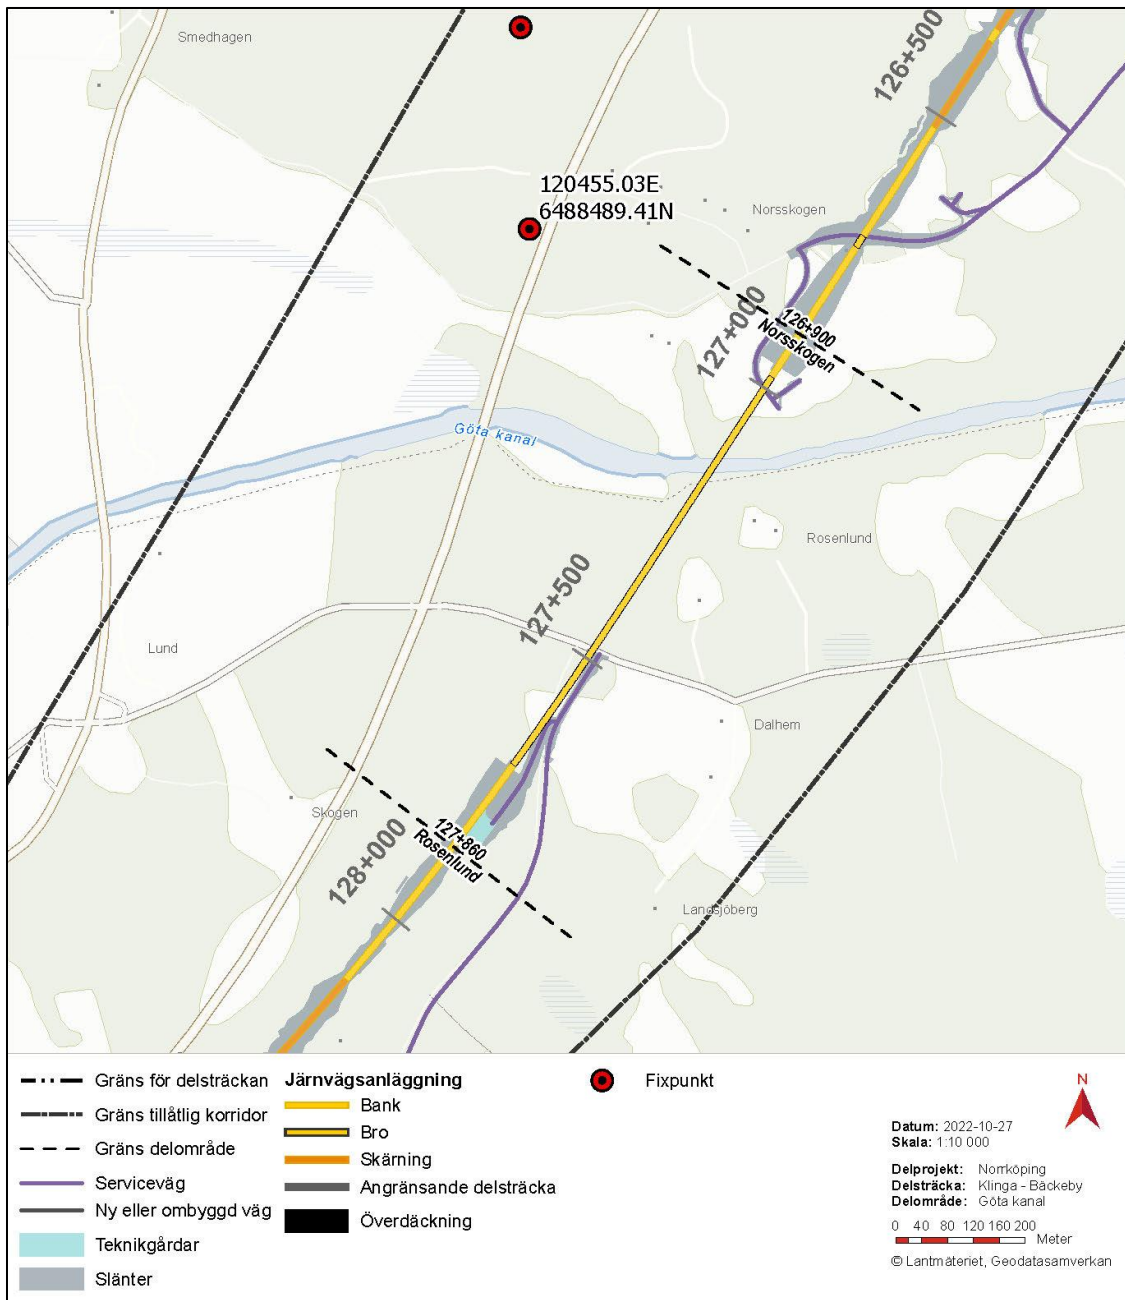 Smedhagen
126+500
120455.03E
6488489.41N
Norsskogen
127+000
126+900
Norsskogen
Göta kanal
Rosenlund
127+500
Lund
Dalhem
Skogen
127+860
Rosenlund
128+000
Landsjöberg
Gräns för delsträckan
Gräns tillåtlig korridor
Gräns delområde
Serviceväg
Ny eller ombyggd väg
Teknikgårdar
Slänter
Järnvägsanläggning
Bank
Bro
Skärning
Angränsande delsträcka
Överdäckning
Fixpunkt
N
Datum: 2022-10-27
Skala: 1:10 000
Delprojekt: Norrköping
Delsträcka: Klinga - Bäckeby
Delområde: Göta kanal
0 40 80 120 160 200
Meter
© Lantmäteriet, Geodatasamverkan